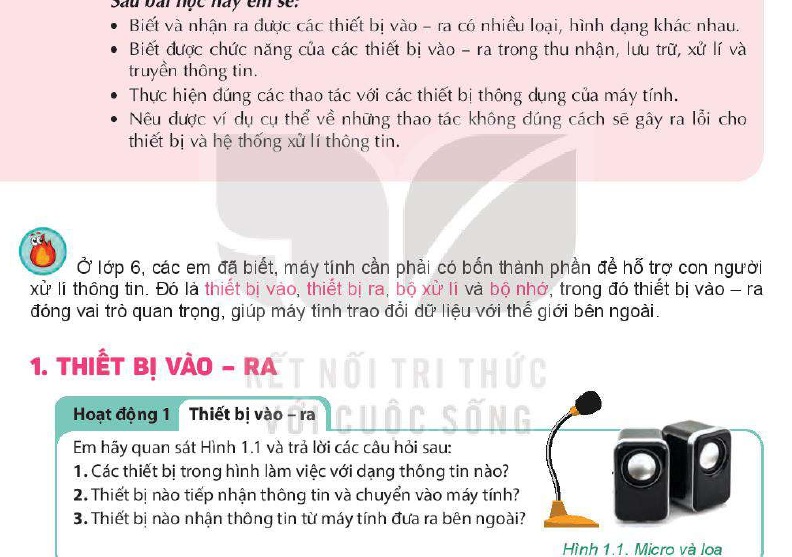 Sau bài học này em sẽ:
• Biết và nhận ra được các thiết bị vào – ra có nhiều loại, hình dạng khác nhau.
• Biết được chức năng của các thiết bị vào – ra trong thu nhận, lưu trữ, xử lí và
truyền thông tin.
• Thực hiện đúng các thao tác với các thiết bị thông dụng của máy tính.
• Nêu được ví dụ cụ thể về những thao tác không đúng cách sẽ gây ra lỗi cho
thiết bị và hệ thống xử lí thông tin.
Ở lớp 6, các em đã biết, máy tính cần phải có bốn thành phần để hỗ trợ con người
xử lí thông tin. Đó là thiết bị vào, thiết bị ra, bộ xử lí và bộ nhớ, trong đó thiết bị vào – ra
đóng vai trò quan trọng, giúp máy tính trao đổi dữ liệu với thế giới bên ngoài.
1. THIẾT BỊ VÀO – RA
KẾT NỐI TRI THỨC
VỚI CUỘC SỐNG
Hoạt động 1 Thiết bị vào – ra
Em hãy quan sát Hình 1.1 và trả lời các câu hỏi sau:
1. Các thiết bị trong hình làm việc với dạng thông tin nào?
2. Thiết bị nào tiếp nhận thông tin và chuyển vào máy tính?
3. Thiết bị nào nhận thông tin từ máy tính đưa ra bên ngoài?
Hình 1.1. Micro và loa